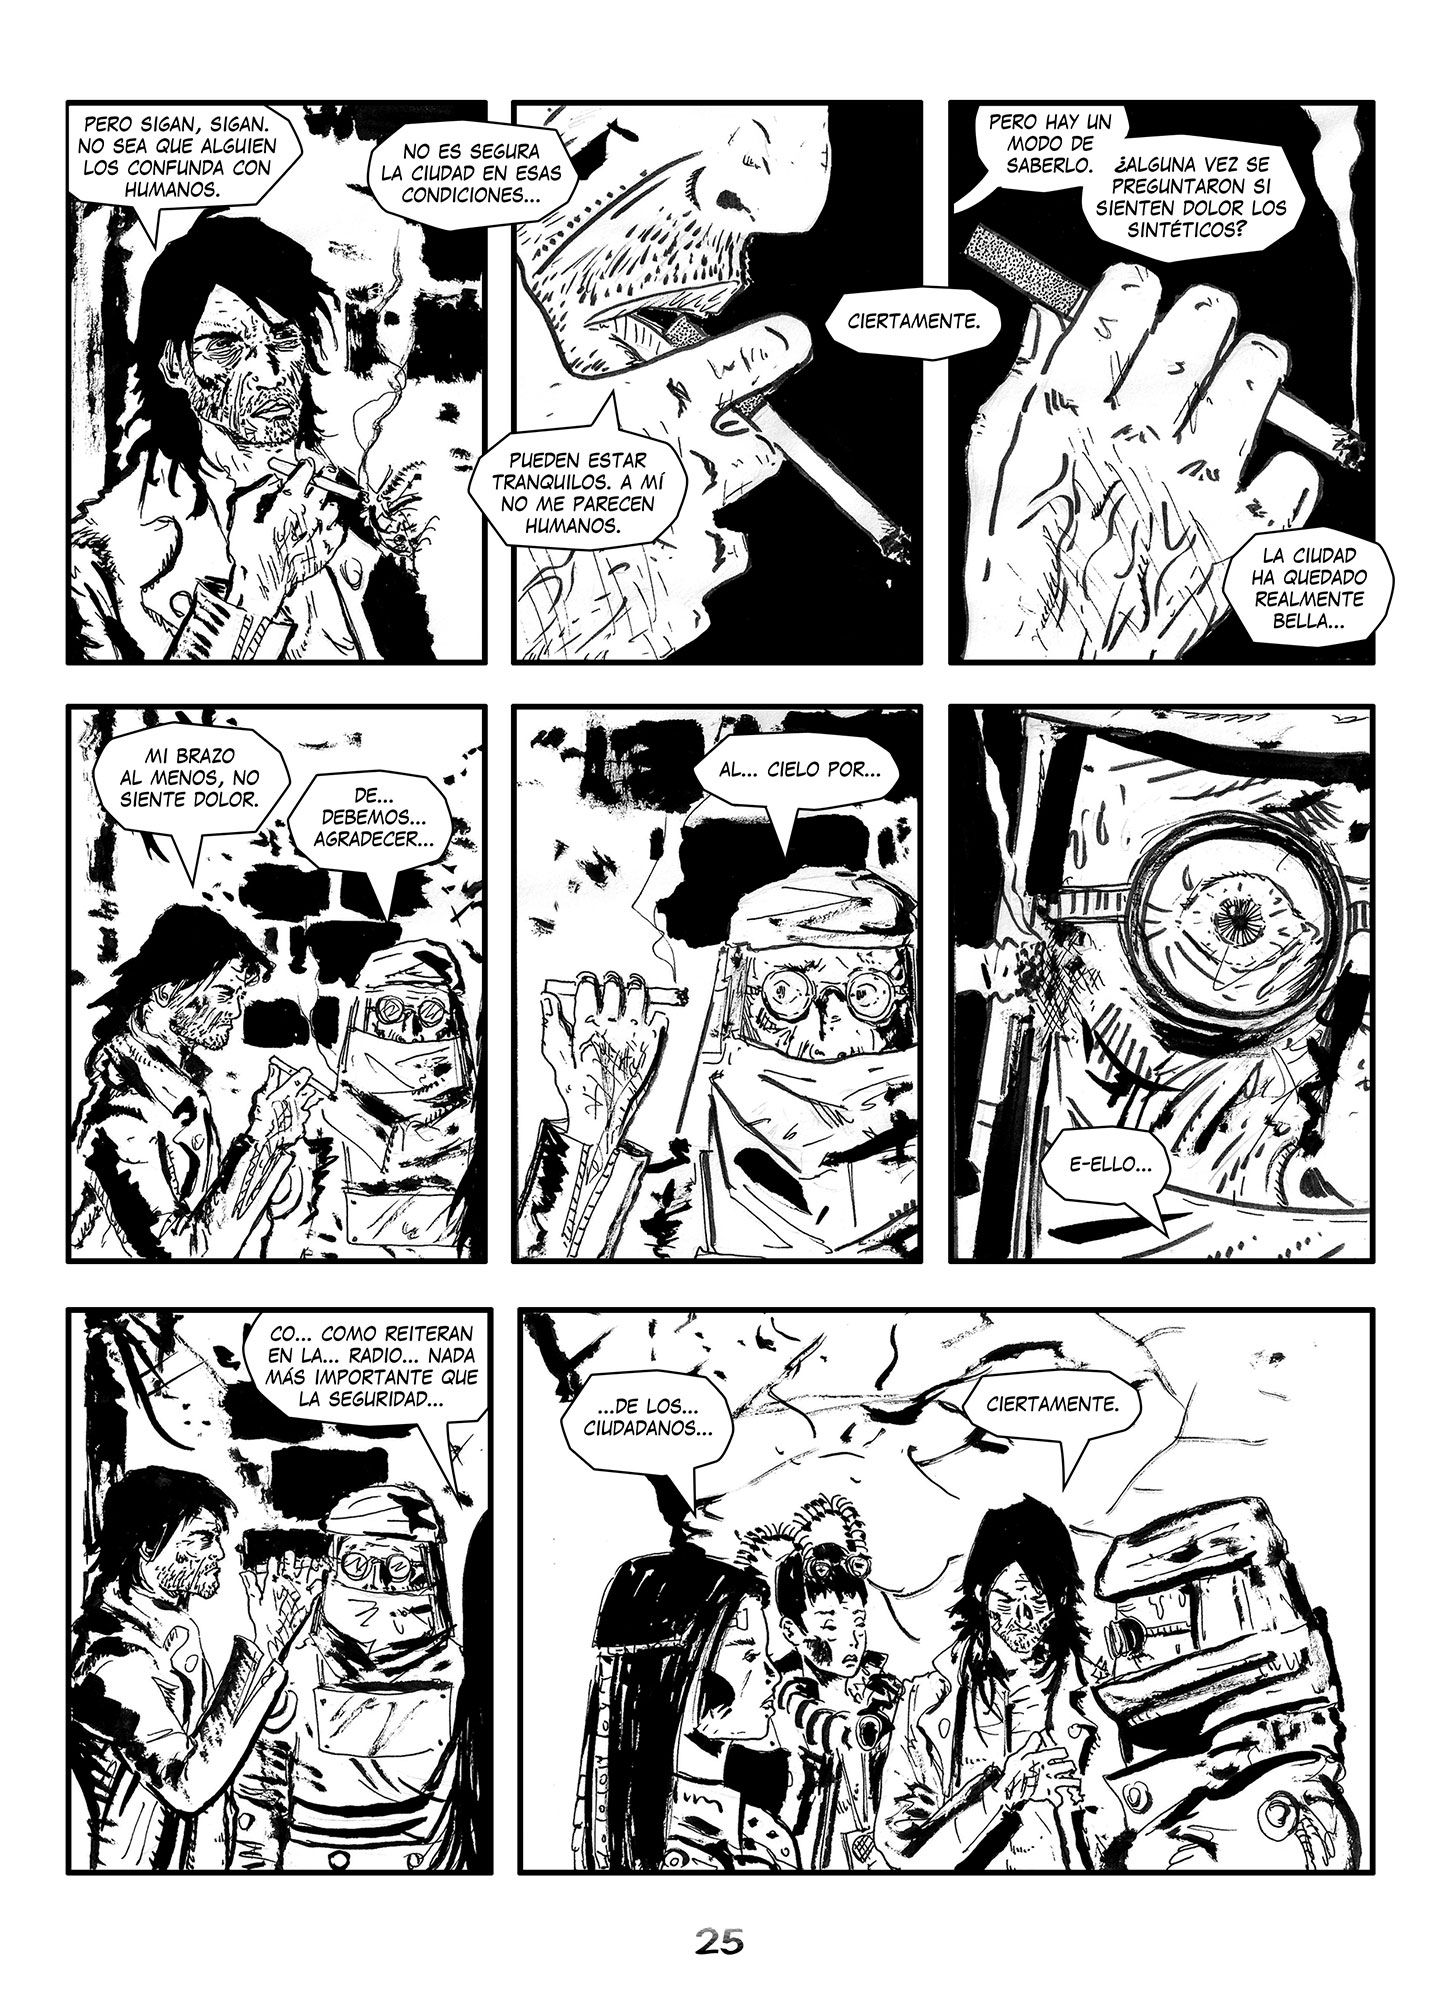 PERO SIGAN, SIGAN.
NO SEA QUE ALGUIEN
LOS CONFUNDA CON
HUMANOS.
NO ES SEGURA
LA CIUDAD EN ESAS
CONDICIONES...
PUEDEN ESTAR
TRANQUILOS. A MÍ
NO ME PARECEN
HUMANOS.
CIERTAMENTE.
PERO HAY UN
MODO DE
SABERLO.
¿ALGUNA VEZ SE
PREGUNTARON SI
SIENTEN DOLOR LOS
SINTÉTICOS?
LA CIUDAD
HA QUEDADO
REALMENTE
BELLA...
MI BRAZO
AL MENOS, NO
SIENTE DOLOR.
DE...
DEBEMOS...
AGRADECER...
AL... CIELO POR...
E-ELLO...
CO... COMO REITERAN
EN LA... RADIO... NADA
MÁS IMPORTANTE QUE
LA SEGURIDAD...
...DE LOS...
CIUDADANOS...
CIERTAMENTE.
25